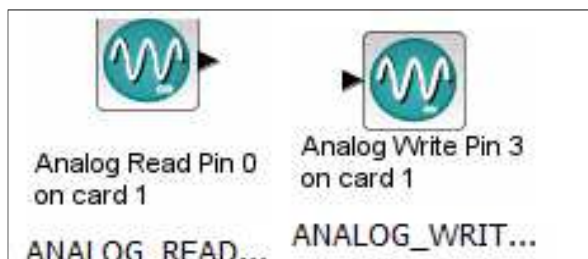 Analog Read Pin 0
on card 1
ANALOG_READ...
Analog Write Pin 3
on card 1
ANALOG_WRIT...